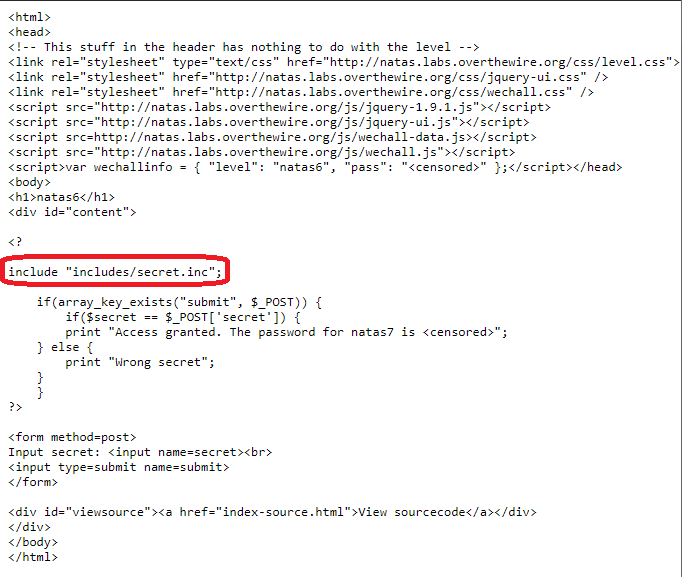 <html>
<head>
<!-- This stuff in the header has nothing to do with the level -->
<link rel="stylesheet" type="text/css" href="http://natas.labs.overthewire.org/css/level.css">
<link rel="stylesheet" href="http://natas.labs.overthewire.org/css/jquery-ui.css" />
<link rel="stylesheet" href="http://natas.labs.overthewire.org/css/wechall.css" />
<script src="http://natas.labs.overthewire.org/js/jquery-1.9.1.js"></script>
<script src="http://natas.labs.overthewire.org/js/jquery-ui.js"></script>
<script src=http://natas.labs.overthewire.org/js/wechall-data.js></script>
<script src="http://natas.labs.overthewire.org/js/wechall.js"></script>
<script>var wechallinfo = { "level": "natas6", "pass": "<censored>" };</script></head>
<body>
<h1>natas6</h1>
<div id="content">

<?

include "includes/secret.inc";

    if(array_key_exists("submit", $_POST)) {
        if($secret == $_POST['secret']) {
        print "Access granted. The password for natas7 is <censored>";
    } else {
        print "Wrong secret";
    }
    }
?>

<form method=post>
Input secret: <input name=secret><br>
<input type=submit name=submit>
</form>

<div id="viewsource"><a href="index-source.html">View sourcecode</a></div>
</div>
</body>
</html>